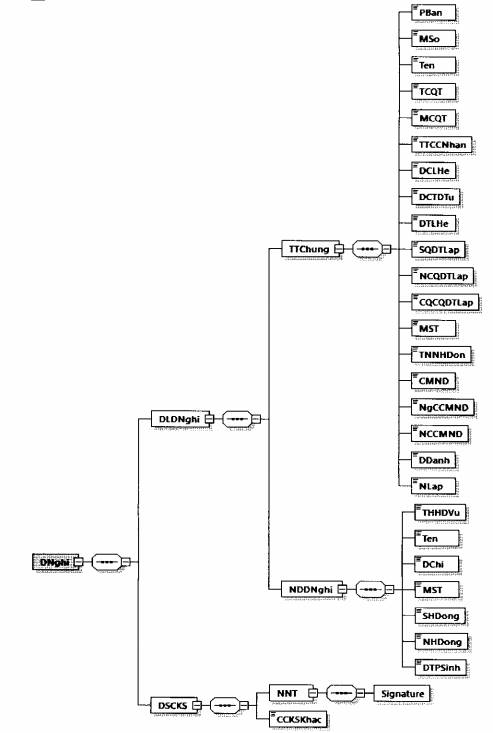 PBan
MSo
Ten
TCQT
MCQT
TTCCNhan
DCLHe
DCTDTu
DTLHe
TTChung
SQDTLap
NCQDTLap
CQCQDTLap
MST
TNNHDon
CMND
NgCCMND
DLDNghi
NCCMND
DDanh
NLap
THHDVu
Ten
DNghi
DChi
NDDNghi
MST
SHDong
NHDong
DTPSinh
NNT
Signature
DSCKS
CCKSKhac